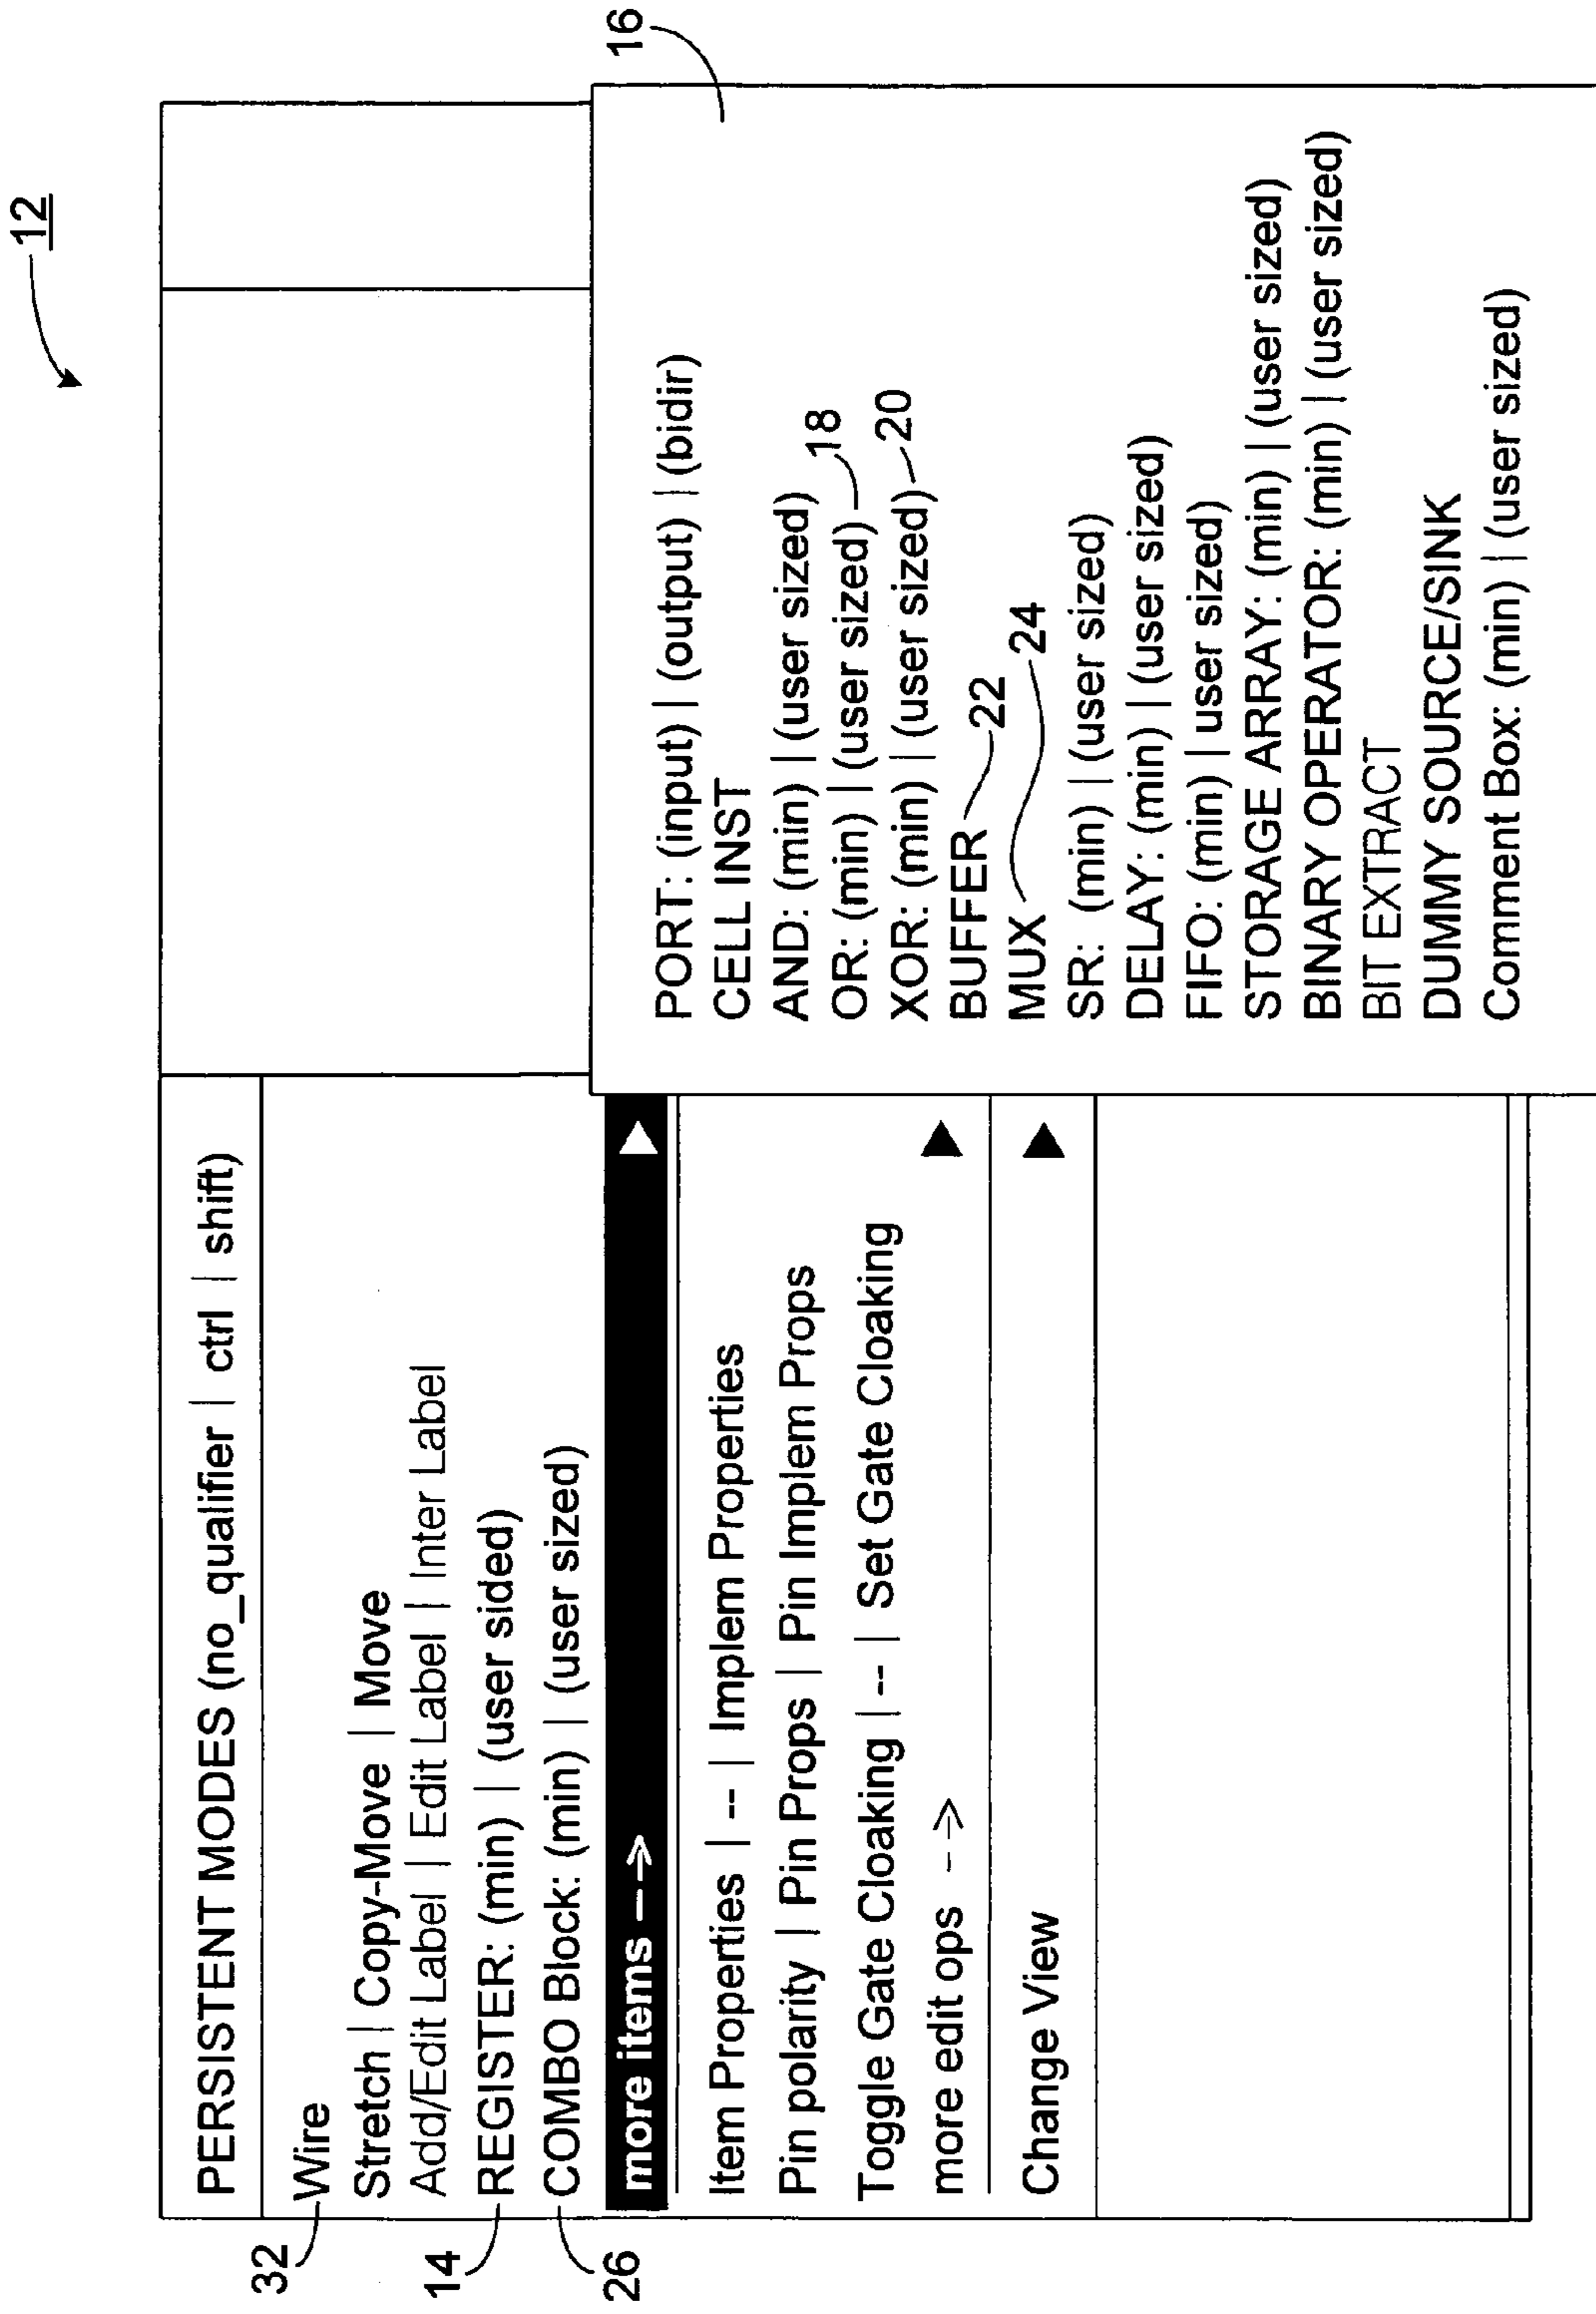 12
PERSISTENT MODES (no_qualifier | ctrl | shift)
32
Wire
Stretch | Copy-Move | Move
Add/Edit Label | Edit Label | Inter Label
14
REGISTER: (min) | (user sided)
26
COMBO Block: (min) | (user sized)
more items -->
Item Properties | -- | Implem Properties
Pin polarity | Pin Props | Pin Implem Props
Toggle Gate Cloaking | -- | Set Gate Cloaking
more edit ops -->
Change View
16
PORT: (input) | (output) | (bidir)
CELL INST
AND: (min) | (user sized)
OR: (min) | (user sized) 18
XOR: (min) | (user sized) 20
BUFFER 22
MUX 24
SR: (min) | (user sized)
DELAY: (min) | (user sized)
FIFO: (min) | user sized)
STORAGE ARRAY: (min) | (user sized)
BINARY OPERATOR: (min) | (user sized)
BIT EXTRACT
DUMMY SOURCE/SINK
Comment Box: (min) | (user sized)